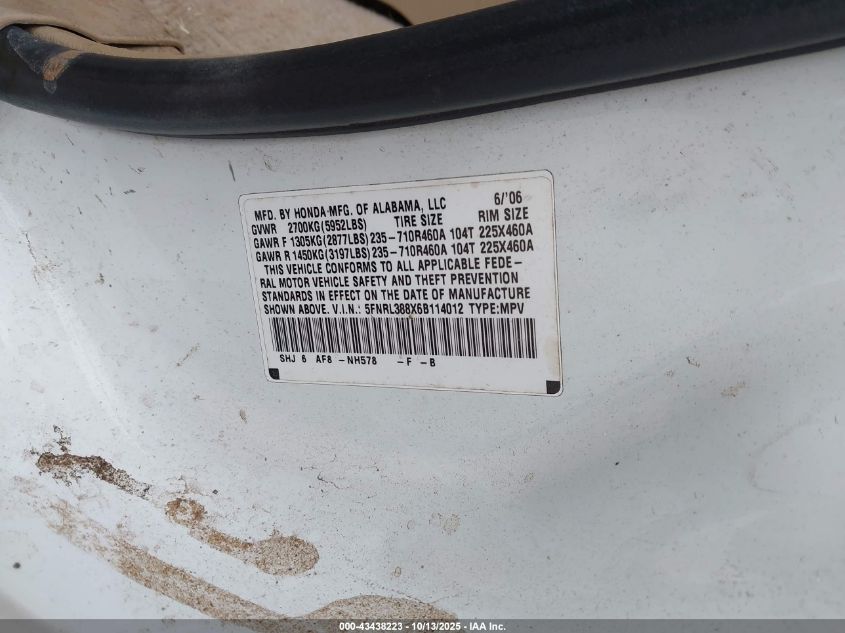 MFD. BY HONDA-MFG. OF ALABAMA, LLC 6/'06
GVWR 2700KG(5952LBS) TIRE SIZE RIM SIZE
GAWR F 1305KG(2877LBS)235-710R460A 104T 225X460A
GAWR R 1450KG(3197LBS)235-710R460A 104T 225X460A
THIS VEHICLE CONFORMS TO ALL APPLICABLE FEDE-
RAL MOTOR VEHICLE SAFETY AND THEFT PREVENTION
STANDARDS IN EFFECT ON THE DATE OF MANUFACTURE
SHOWN ABOVE. V.I.N.: 5FNRL388X6B114012 TYPE:MPV
SHJ 6 AF8 -NH578 -F -B
000-43438223 - 10/13/2025 - IAA Inc.